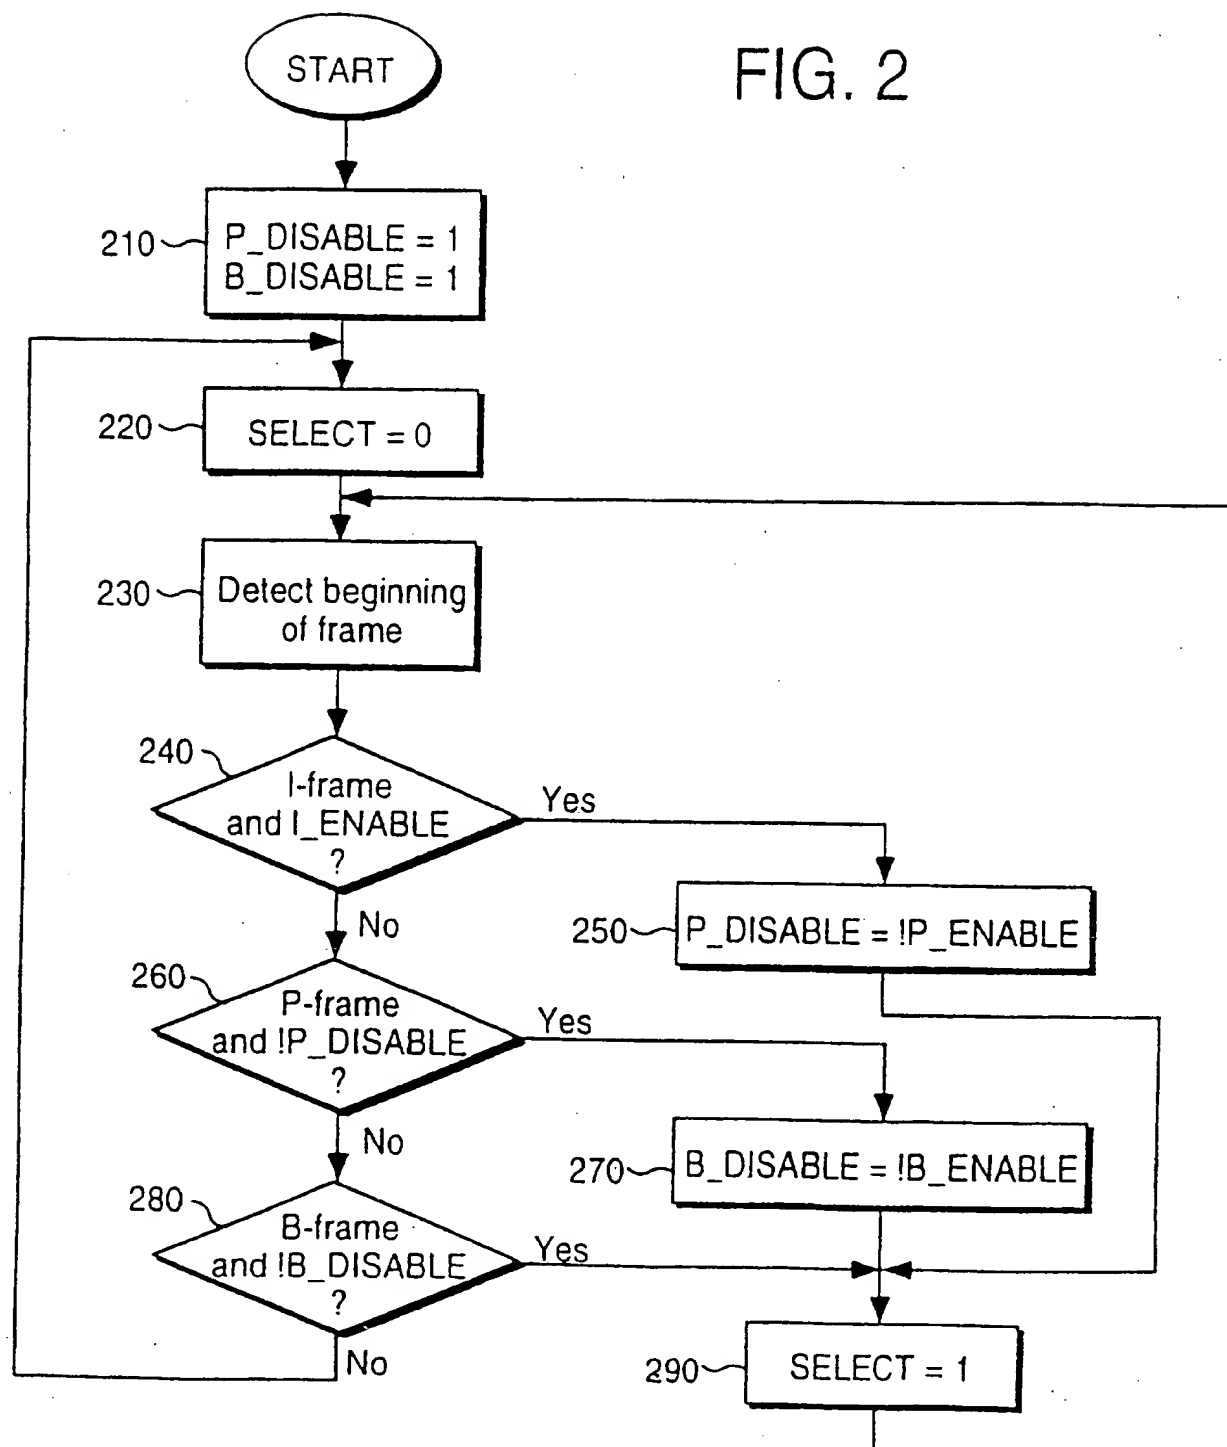 FIG. 2
START
210
P_DISABLE = 1
B_DISABLE = 1
220
SELECT = 0
230
Detect beginning
of frame
240
I-frame
and I_ENABLE
?
Yes
No
250
P_DISABLE = !P_ENABLE
260
P-frame
and !P_DISABLE
?
Yes
No
270
B_DISABLE = !B_ENABLE
280
B-frame
and !B_DISABLE
?
Yes
No
290
SELECT = 1